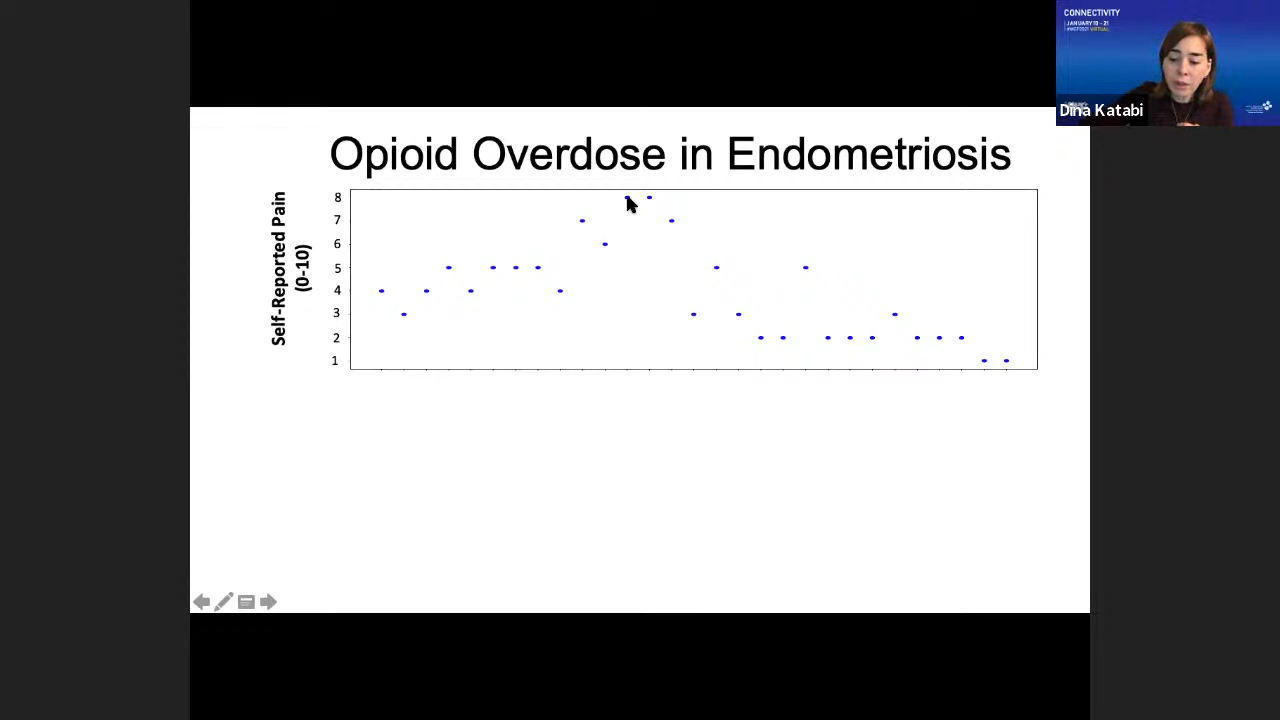 CONNECTIVITY
JANUARY 10 - 21
VIRTUAL
Dina Katabi
Opioid Overdose in Endometriosis
Self-Reported Pain
(0-10)
8
7
6
5
4
3
2
1